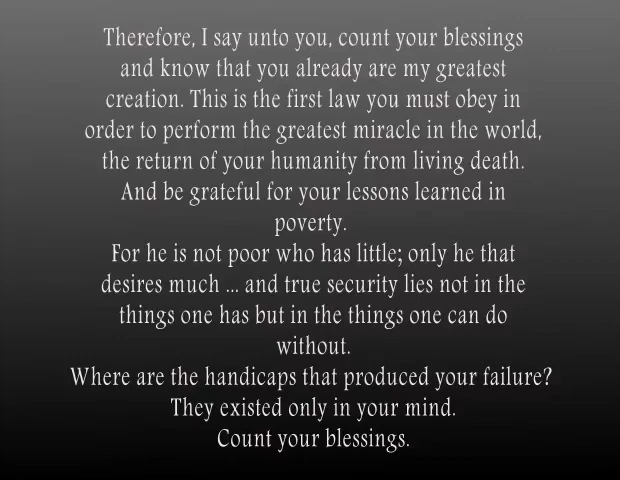 Therefore, I say unto you, count your blessings
and know that you already are my greatest
creation. This is the first law you must obey in
order to perform the greatest miracle in the world,
the return of your humanity from living death.
And be grateful for your lessons learned in
poverty.
For he is not poor who has little; only he that
desires much ... and true security lies not in the
things one has but in the things one can do
without.
Where are the handicaps that produced your failure?
They existed only in your mind.
Count your blessings.